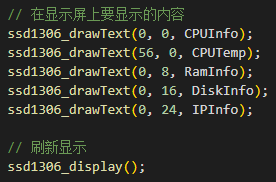 // 在显示屏上要显示的内容
ssd1306_drawText(0, 0, CPUInfo);
ssd1306_drawText(56, 0, CPUTemp);
ssd1306_drawText(0, 8, RamInfo);
ssd1306_drawText(0, 16, DiskInfo);
ssd1306_drawText(0, 24, IPInfo);
// 刷新显示
ssd1306_display();